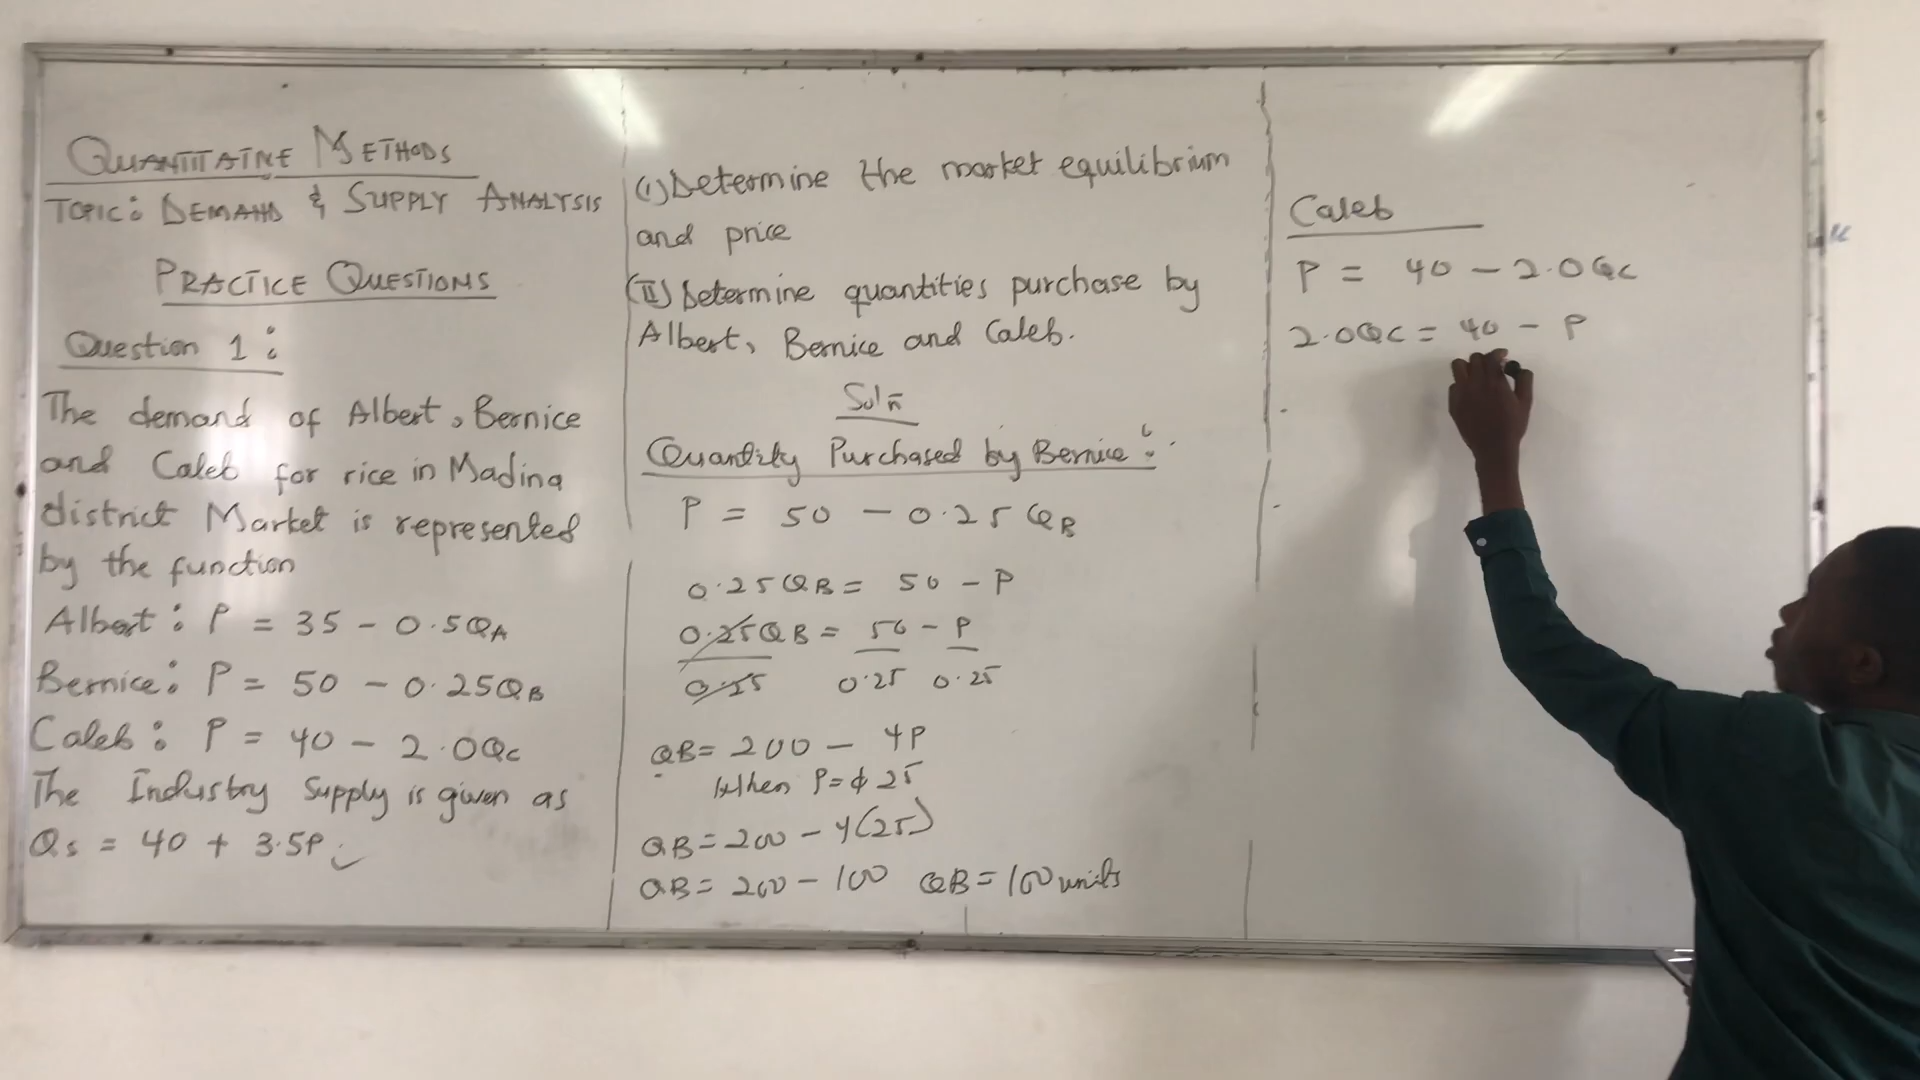 QUANTITATIVE METHODS
TOPIC: DEMAND & SUPPLY ANALYSIS
PRACTICE QUESTIONS
Question 1:
The demand of Albert, Bernice
and Caleb for rice in Madina
district Market is represented
by the function
Albert: P = 35 - 0.5QA
Bernice: P = 50 - 0.25QB
Caleb: P = 40 - 2.0Qc
The Industry Supply is given as
Qs = 40 + 3.5P
(I) Determine the market equilibrium
and price
(II) Determine quantities purchase by
Albert, Bernice and Caleb.
Soln
Quantity Purchased by Bernice:
P = 50 - 0.25QB
0.25QB = 50 - P
0.25QB = 50 - P
0.25 0.25 0.25
QB = 200 - 4P
When P = ¢25
QB = 200 - 4(25)
QB = 200 - 100 QB = 100 units
Caleb
P = 40 - 2.0QC
2.0QC = 40 - P